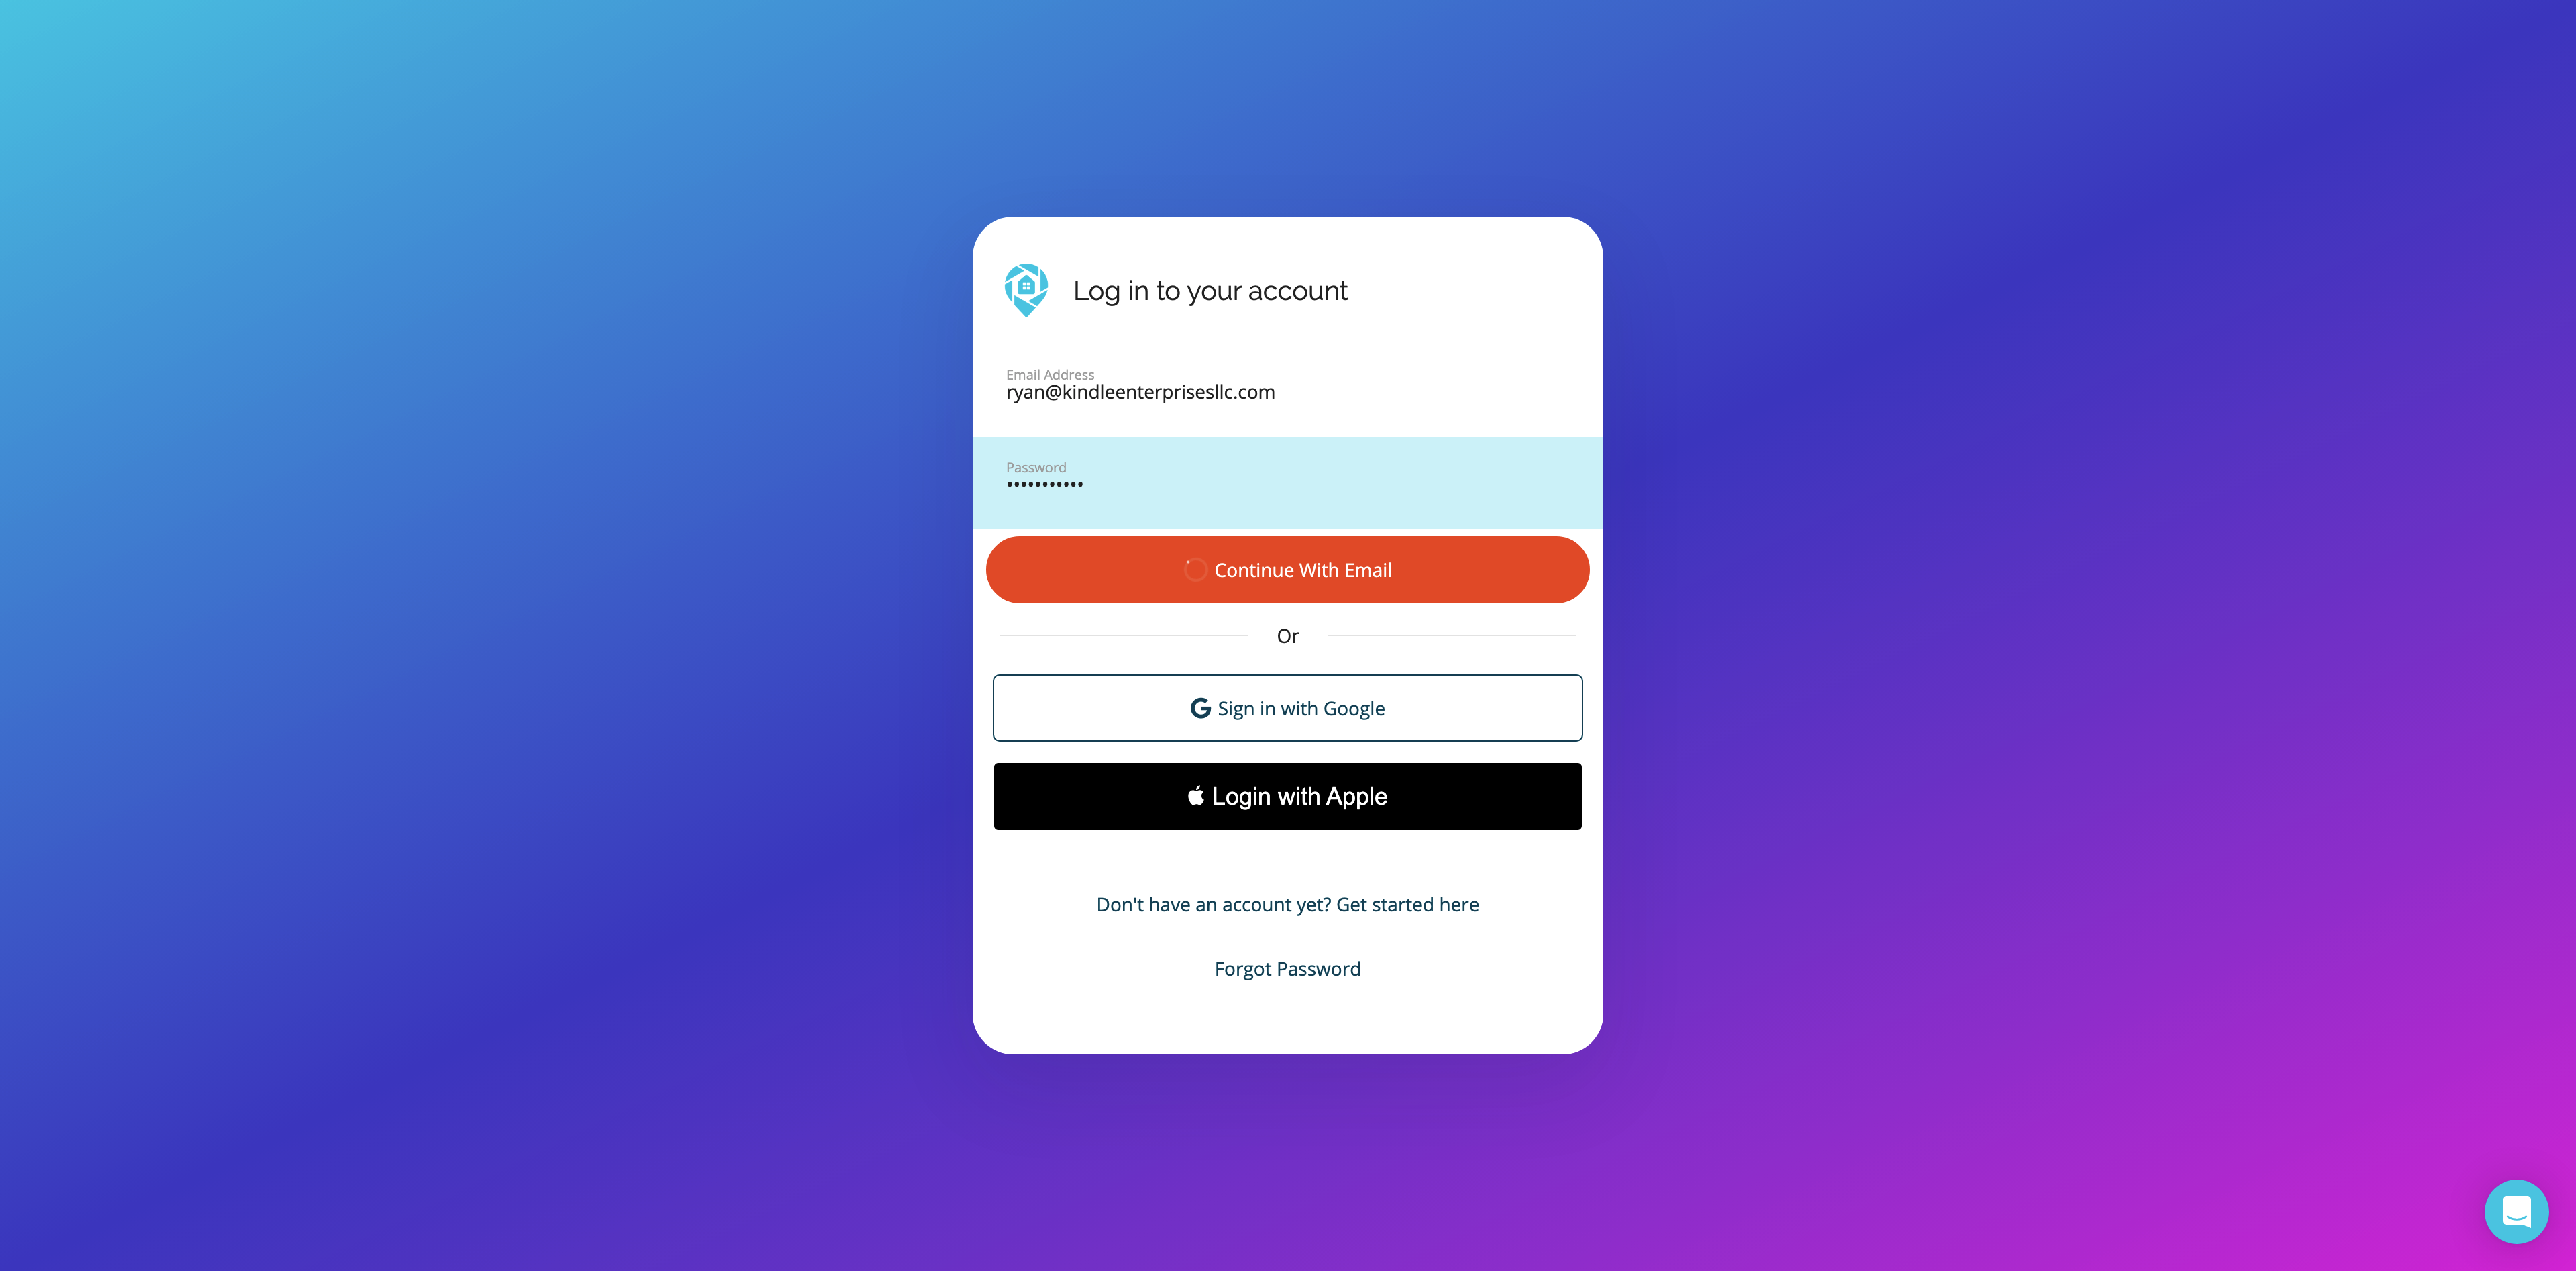 Log in to your account
Email Address
ryan@kindleenterprisesllc.com
Password
•••••••••••
Continue With Email
Or
Sign in with Google
Login with Apple
Don't have an account yet? Get started here
Forgot Password